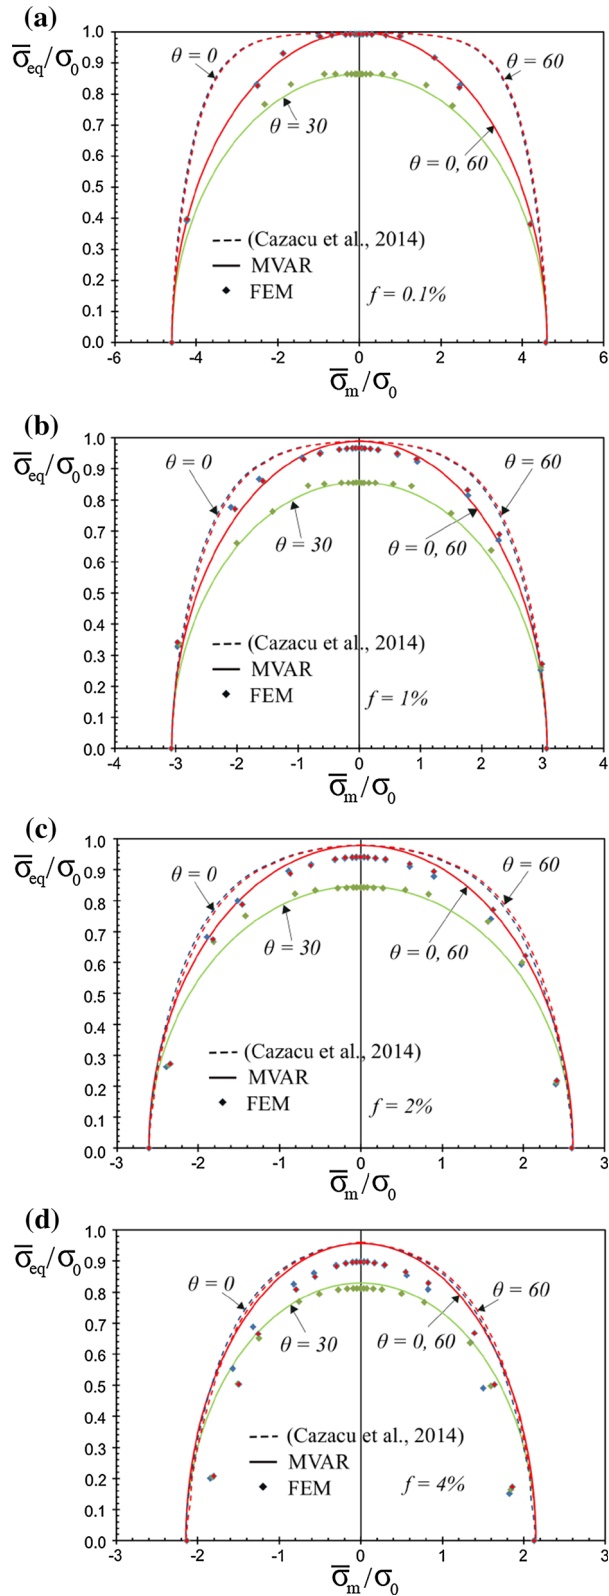 (a)
σ̅eq/σ0
1.0
0.9
0.8
0.7
0.6
0.5
0.4
0.3
0.2
0.1
0.0
θ = 0
θ = 60
θ = 30
θ = 0, 60
(Cazacu et al., 2014)
MVAR
FEM
f = 0.1%
-6 -4 -2 0 2 4 6
σ̅m/σ0
(b)
σ̅eq/σ0
1.0
0.9
0.8
0.7
0.6
0.5
0.4
0.3
0.2
0.1
0.0
θ = 0
θ = 60
θ = 30
θ = 0, 60
(Cazacu et al., 2014)
MVAR
FEM
f = 1%
-4 -3 -2 -1 0 1 2 3 4
σ̅m/σ0
(c)
σ̅eq/σ0
1.0
0.9
0.8
0.7
0.6
0.5
0.4
0.3
0.2
0.1
0.0
θ = 0
θ = 60
θ = 30
θ = 0, 60
(Cazacu et al., 2014)
MVAR
FEM
f = 2%
-3 -2 -1 0 1 2 3
σ̅m/σ0
(d)
σ̅eq/σ0
1.0
0.9
0.8
0.7
0.6
0.5
0.4
0.3
0.2
0.1
0.0
θ = 0
θ = 60
θ = 30
θ = 0, 60
(Cazacu et al., 2014)
MVAR
FEM
f = 4%
-3 -2 -1 0 1 2 3
σ̅m/σ0